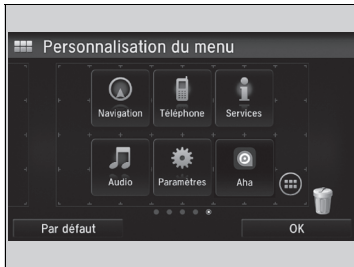 Personnalisation du menu
Navigation Téléphone Services
Audio Paramètres Aha
Par défaut OK